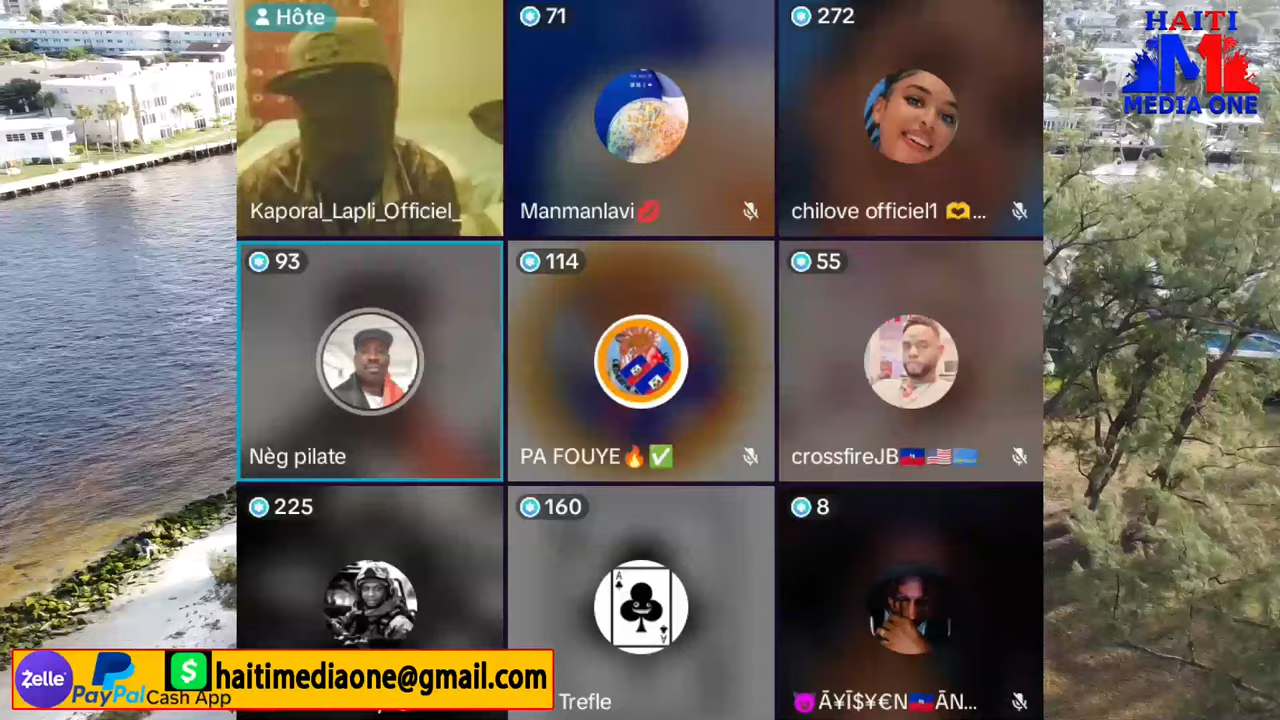 Hôte
71
272
HAITI
M
MEDIA ONE
Kaporal_Lapli_Officiel_
Manmanlavi💋
chilove officiel1 🫶...
93
114
55
Nèg pilate
PA FOUYE🔥✅
crossfireJB🇭🇹🇺🇸🇦🇼
225
160
8
A
A
Zelle
PayPal
$
Cash App
haitimediaone@gmail.com
Trefle
😈Ã¥ĪŞ¥€N🇭🇹ÃN...